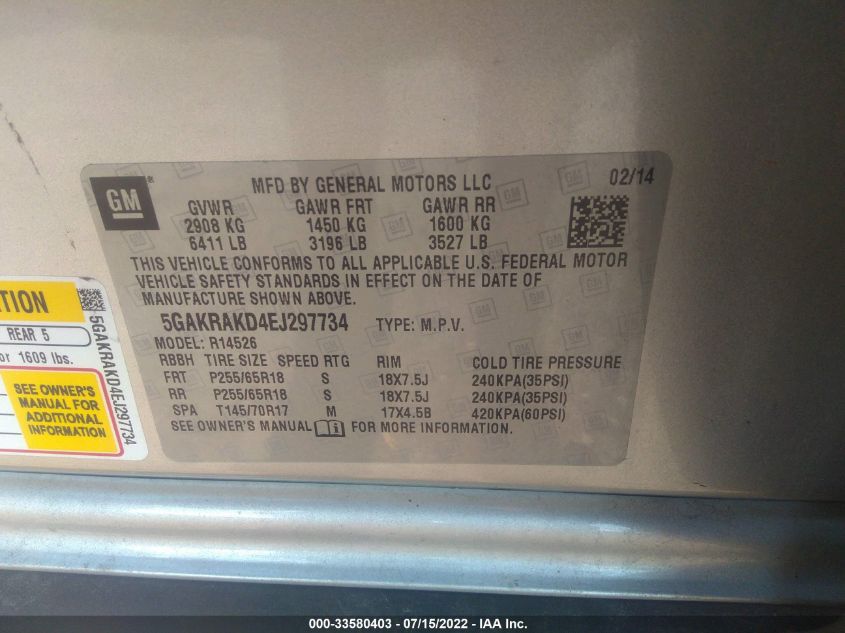 GM
MFD BY GENERAL MOTORS LLC 02/14
GVWR GAWR FRT GAWR RR
2908 KG 1450 KG 1600 KG
6411 LB 3196 LB 3527 LB
THIS VEHICLE CONFORMS TO ALL APPLICABLE U.S. FEDERAL MOTOR
VEHICLE SAFETY STANDARDS IN EFFECT ON THE DATE OF
MANUFACTURE SHOWN ABOVE.
5GAKRAKD4EJ297734 TYPE: M.P.V.
MODEL: R14526
RBBH TIRE SIZE SPEED RTG RIM COLD TIRE PRESSURE
FRT P255/65R18 S 18X7.5J 240KPA(35PSI)
RR P255/65R18 S 18X7.5J 240KPA(35PSI)
SPA T145/70R17 M 17X4.5B 420KPA(60PSI)
SEE OWNER'S MANUAL FOR MORE INFORMATION.
REAR 5
or 1609 lbs.
SEE OWNER'S
MANUAL FOR
ADDITIONAL
INFORMATION
5GAKRAKD4EJ297734
000-33580403 - 07/15/2022 - IAA Inc.